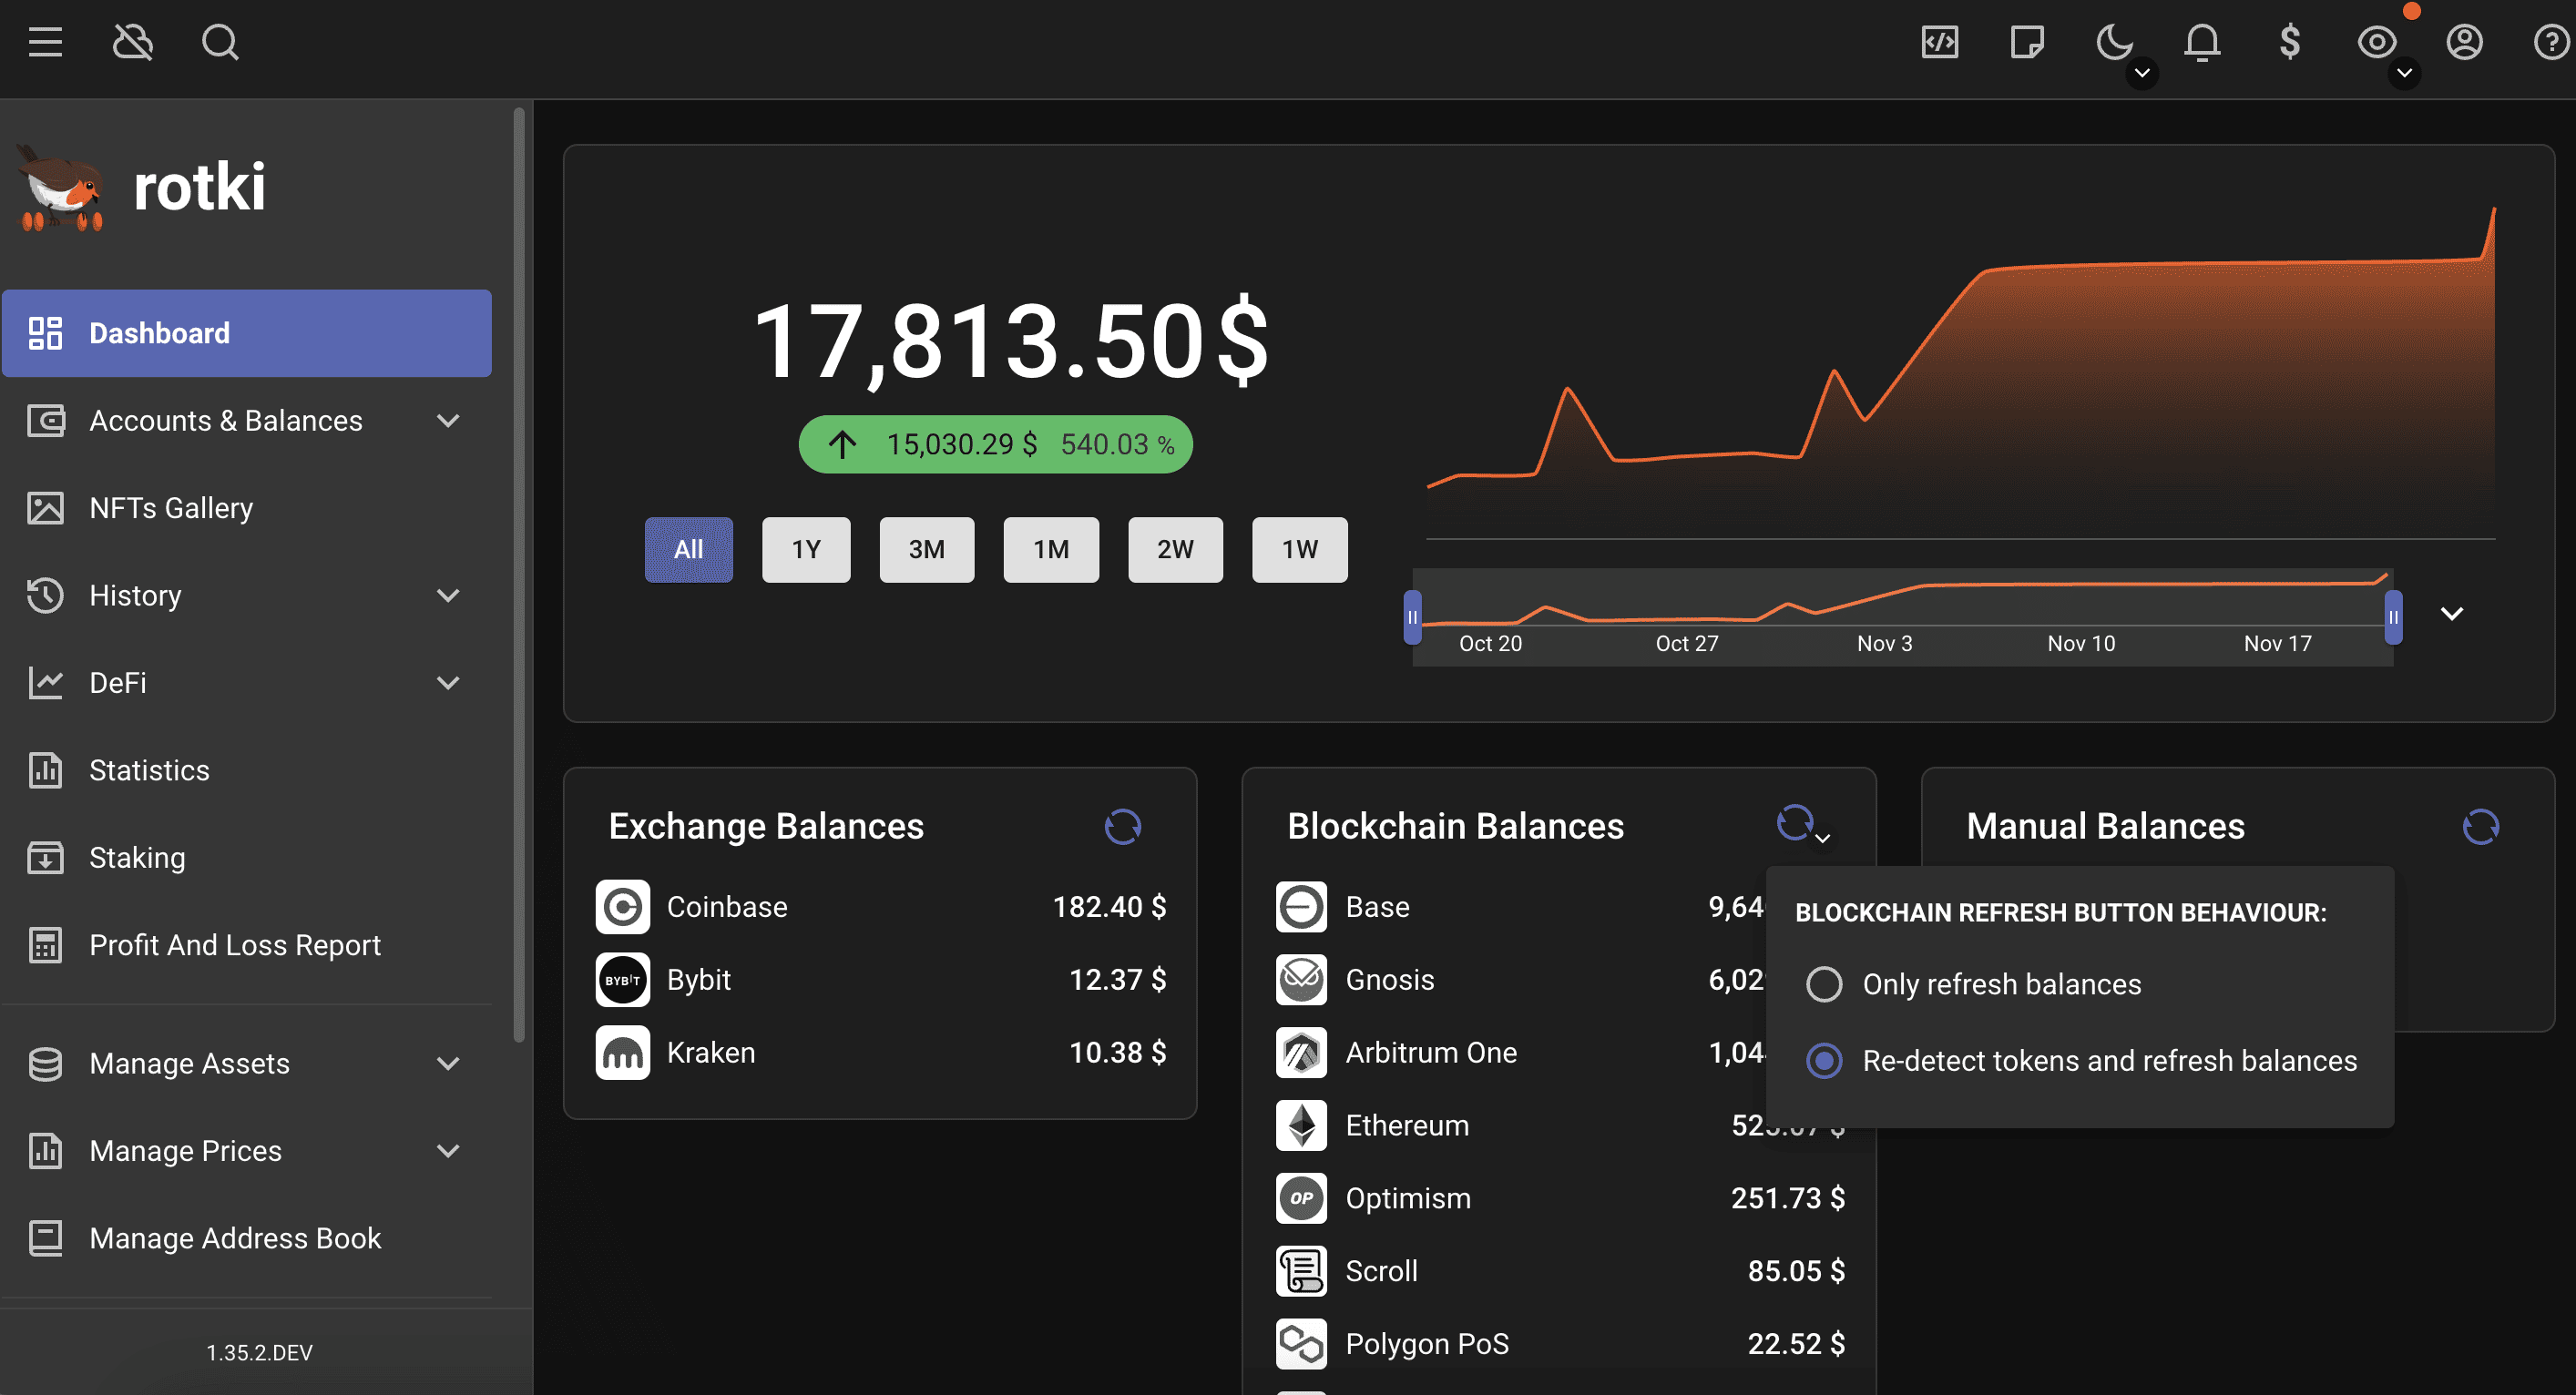 rotki
Dashboard
Accounts & Balances
NFTs Gallery
History
DeFi
Statistics
Staking
Profit And Loss Report
Manage Assets
Manage Prices
Manage Address Book
1.35.2.DEV
17,813.50 $
15,030.29 $ 540.03 %
All 1Y 3M 1M 2W 1W
Oct 20 Oct 27 Nov 3 Nov 10 Nov 17
Exchange Balances
Coinbase 182.40 $
BYBIT Bybit 12.37 $
Kraken 10.38 $
Blockchain Balances
Base 9,64
Gnosis 6,02
Arbitrum One 1,04
Ethereum
OP Optimism 251.73 $
Scroll 85.05 $
Polygon PoS 22.52 $
Manual Balances
BLOCKCHAIN REFRESH BUTTON BEHAVIOUR:
Only refresh balances
Re-detect tokens and refresh balances